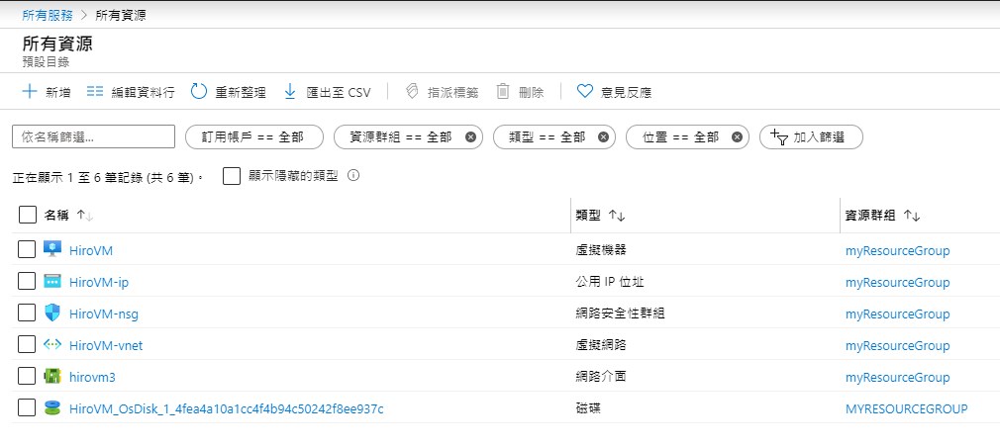 所有服務 > 所有資源
所有資源
預設目錄
新增 編輯資料行 重新整理 匯出至 CSV 指派標籤 刪除 意見反應
依名稱篩選... 訂用帳戶 == 全部 資源群組 == 全部 類型 == 全部 位置 == 全部 加入篩選
正在顯示 1 至 6 筆記錄 (共 6 筆)。 顯示隱藏的類型
名稱 類型 資源群組
HiroVM 虛擬機器 myResourceGroup
HiroVM-ip 公用 IP 位址 myResourceGroup
HiroVM-nsg 網路安全性群組 myResourceGroup
HiroVM-vnet 虛擬網路 myResourceGroup
hirovm3 網路介面 myResourceGroup
HiroVM_OsDisk_1_4fea4a10a1cc4f4b94c50242f8ee937c 磁碟 MYRESOURCEGROUP